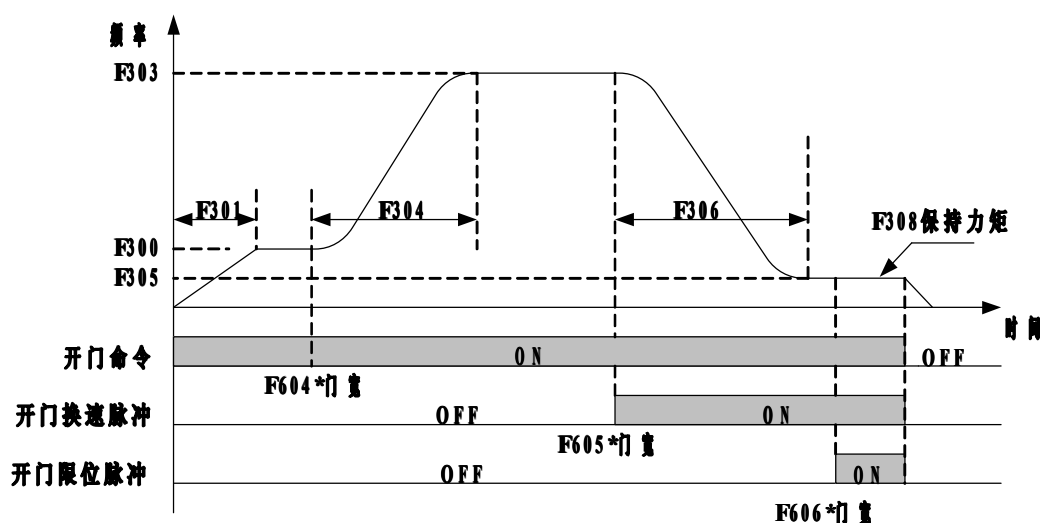 频率
F303
F301
F304
F306
F300
F305
F308保持力矩
时间
开门命令
ON
OFF
F604*门宽
开门换速脉冲
OFF
ON
F605*门宽
开门限位脉冲
OFF
ON
F606*门宽